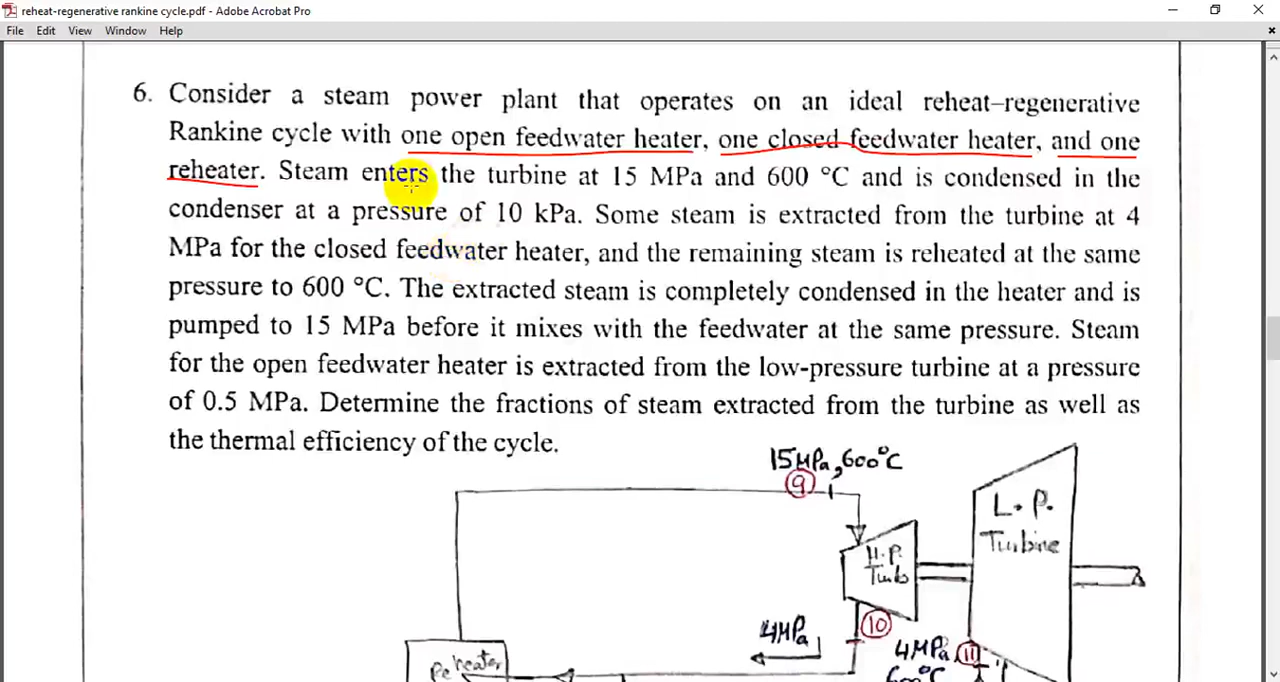 reheat-regenerative rankine cycle.pdf - Adobe Acrobat Pro
File Edit View Window Help
6. Consider a steam power plant that operates on an ideal reheat–regenerative
Rankine cycle with one open feedwater heater, one closed feedwater heater, and one
reheater. Steam enters the turbine at 15 MPa and 600 °C and is condensed in the
condenser at a pressure of 10 kPa. Some steam is extracted from the turbine at 4
MPa for the closed feedwater heater, and the remaining steam is reheated at the same
pressure to 600 °C. The extracted steam is completely condensed in the heater and is
pumped to 15 MPa before it mixes with the feedwater at the same pressure. Steam
for the open feedwater heater is extracted from the low-pressure turbine at a pressure
of 0.5 MPa. Determine the fractions of steam extracted from the turbine as well as
the thermal efficiency of the cycle.
15MPa, 600°C
9
L.P.
Turbine
H.P.
Turb
10
4MPa
4MPa 11
600°C
Reheater